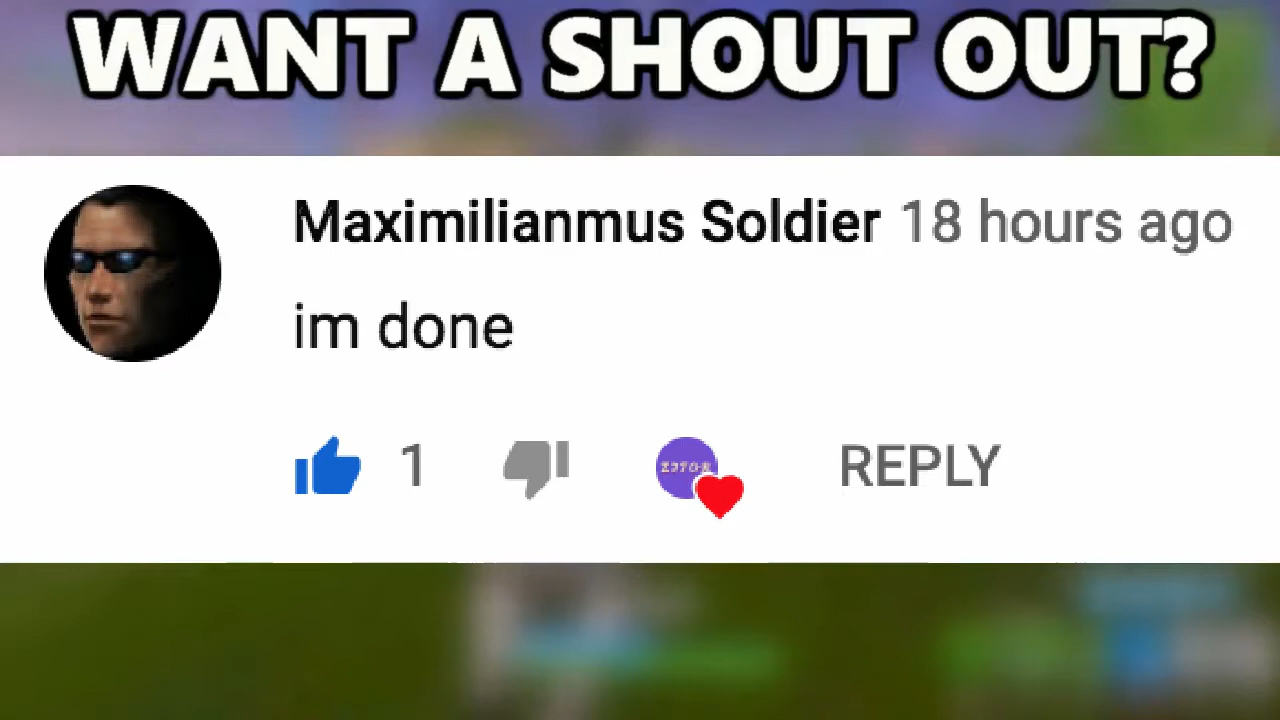 WANT A SHOUT OUT?
Maximilianmus Soldier 18 hours ago
im done
1 REPLY